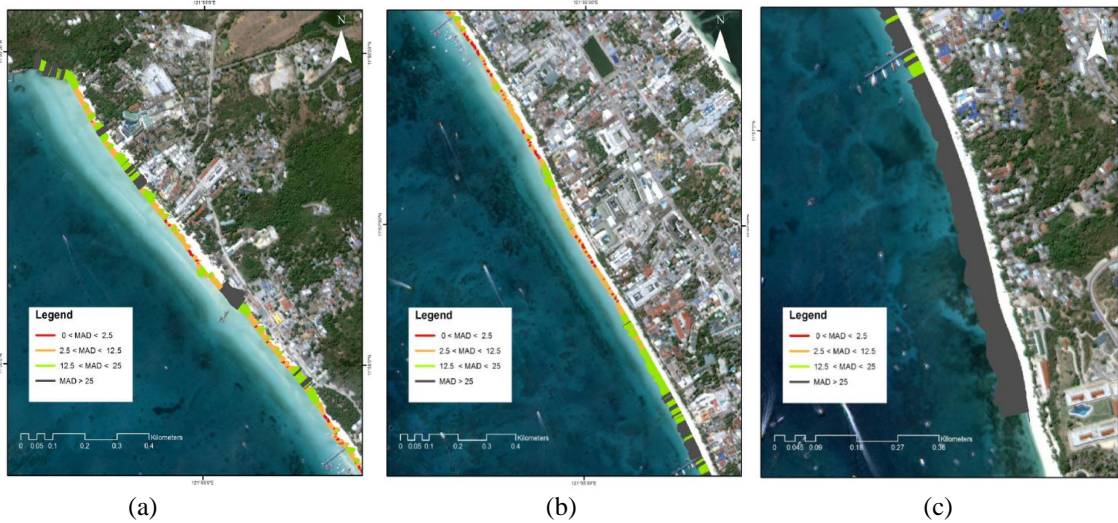 121°55'0"E
N
Legend
0 < MAD < 2.5
2.5 < MAD < 12.5
12.5 < MAD < 25
MAD > 25
Kilometers
0 0.05 0.1 0.2 0.3 0.4
N
Legend
0 < MAD < 2.5
2.5 < MAD < 12.5
12.5 < MAD < 25
MAD > 25
Kilometers
0 0.05 0.1 0.2 0.3 0.4
N
Legend
0 < MAD < 2.5
2.5 < MAD < 12.5
12.5 < MAD < 25
MAD > 25
Kilometers
0 0.045 0.09 0.18 0.27 0.36
(a)
(b)
(c)